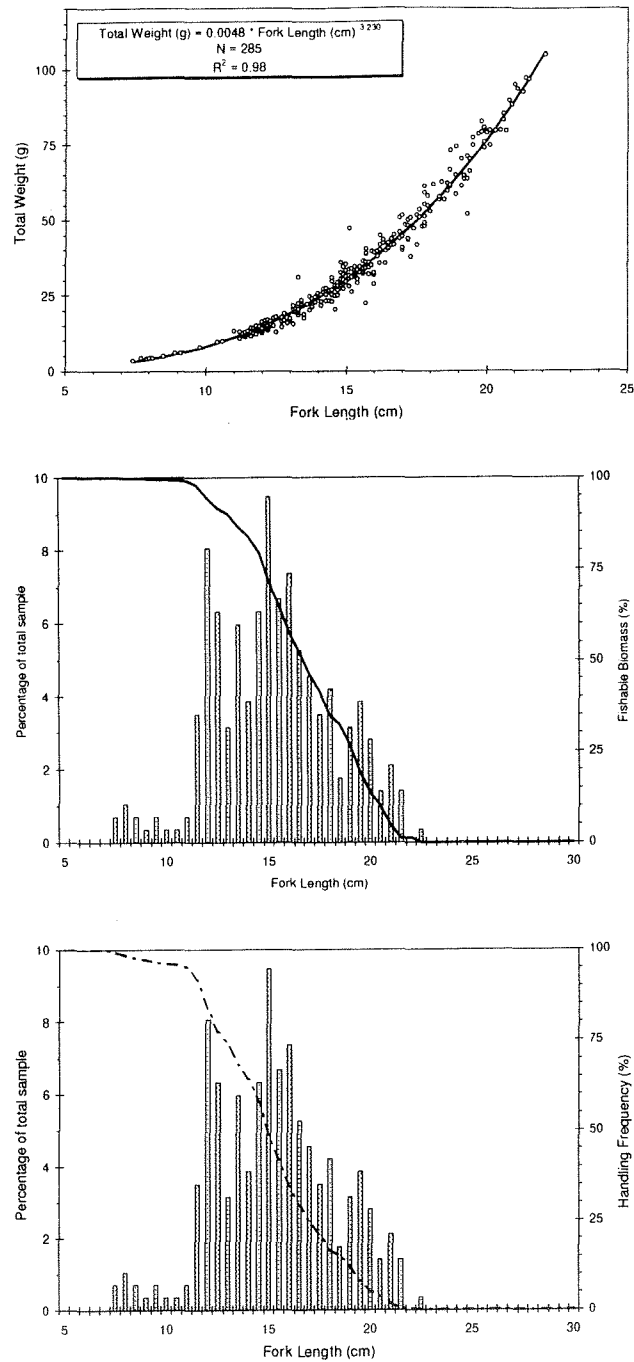 Total Weight (g) = 0.0048 * Fork Length (cm) 3.230
N = 285
R² = 0.98
100
75
50
25
0
Total Weight (g)
5 10 15 20 25
Fork Length (cm)
10
8
6
4
2
0
Percentage of total sample
100
75
50
25
0
Fishable Biomass (%)
5 10 15 20 25 30
Fork Length (cm)
10
8
6
4
2
0
Percentage of total sample
100
75
50
25
0
Handling Frequency (%)
5 10 15 20 25 30
Fork Length (cm)